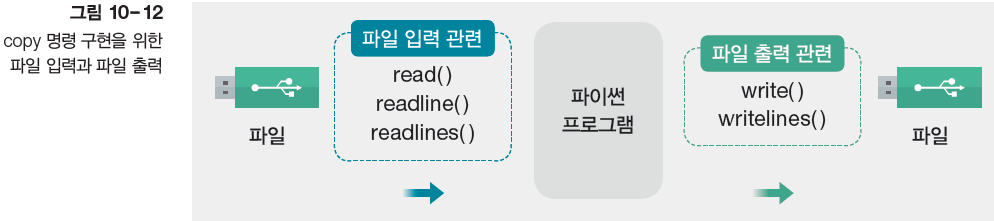 그림 10-12
copy 명령 구현을 위한
파일 입력과 파일 출력
파일
파일 입력 관련
read()
readline()
readlines()
파이썬
프로그램
파일 출력 관련
write()
writelines()
파일